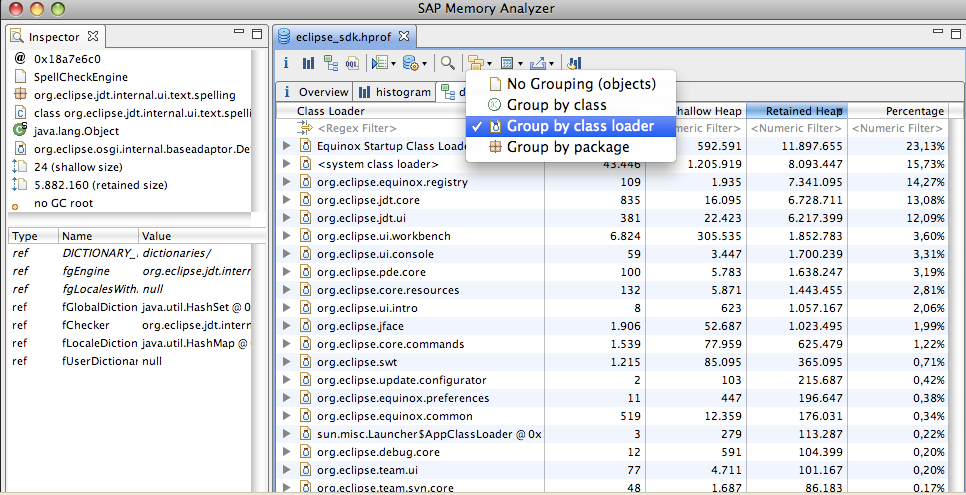 SAP Memory Analyzer
Inspector
0x18a7e6c0
SpellCheckEngine
org.eclipse.jdt.internal.ui.text.spelling
class org.eclipse.jdt.internal.ui.text.spelli
java.lang.Object
org.eclipse.osgi.internal.baseadaptor.De
24 (shallow size)
5.882.160 (retained size)
no GC root
Type Name Value
ref DICTIONARY_ dictionaries/
ref fgEngine org.eclipse.jdt.inter
ref fgLocalesWith null
ref fGlobalDiction java.util.HashSet @ 0
ref fChecker org.eclipse.jdt.intern
ref fLocaleDiction java.util.HashMap @
ref fUserDictionar null
eclipse_sdk.hprof
i OQL
i Overview histogram d
No Grouping (objects)
Group by class
✓ Group by class loader
Group by package
Class Loader hallow Heap Retained Heap Percentage
<Regex Filter> meric Filter> <Numeric Filter> <Numeric Filter>
Equinox Startup Class Load 592.591 11.897.655 23,13%
<system class loader> 43.446 1.205.919 8.093.447 15,73%
org.eclipse.equinox.registry 109 1.935 7.341.095 14,27%
org.eclipse.jdt.core 835 16.095 6.728.711 13,08%
org.eclipse.jdt.ui 381 22.423 6.217.399 12,09%
org.eclipse.ui.workbench 6.824 305.535 1.852.783 3,60%
org.eclipse.ui.console 59 3.447 1.700.239 3,31%
org.eclipse.pde.core 100 5.783 1.638.247 3,19%
org.eclipse.core.resources 132 5.871 1.443.455 2,81%
org.eclipse.ui.intro 8 623 1.057.167 2,06%
org.eclipse.jface 1.906 52.687 1.023.495 1,99%
org.eclipse.core.commands 1.539 77.959 625.479 1,22%
org.eclipse.swt 1.215 85.095 365.095 0,71%
org.eclipse.update.configurator 2 103 215.687 0,42%
org.eclipse.equinox.preferences 11 447 196.647 0,38%
org.eclipse.equinox.common 519 12.359 176.031 0,34%
sun.misc.Launcher$AppClassLoader @ 0x 3 279 113.287 0,22%
org.eclipse.debug.core 12 591 104.399 0,20%
org.eclipse.team.ui 77 4.711 101.167 0,20%
org.eclipse.team.svn.core 48 1.687 86.183 0,17%